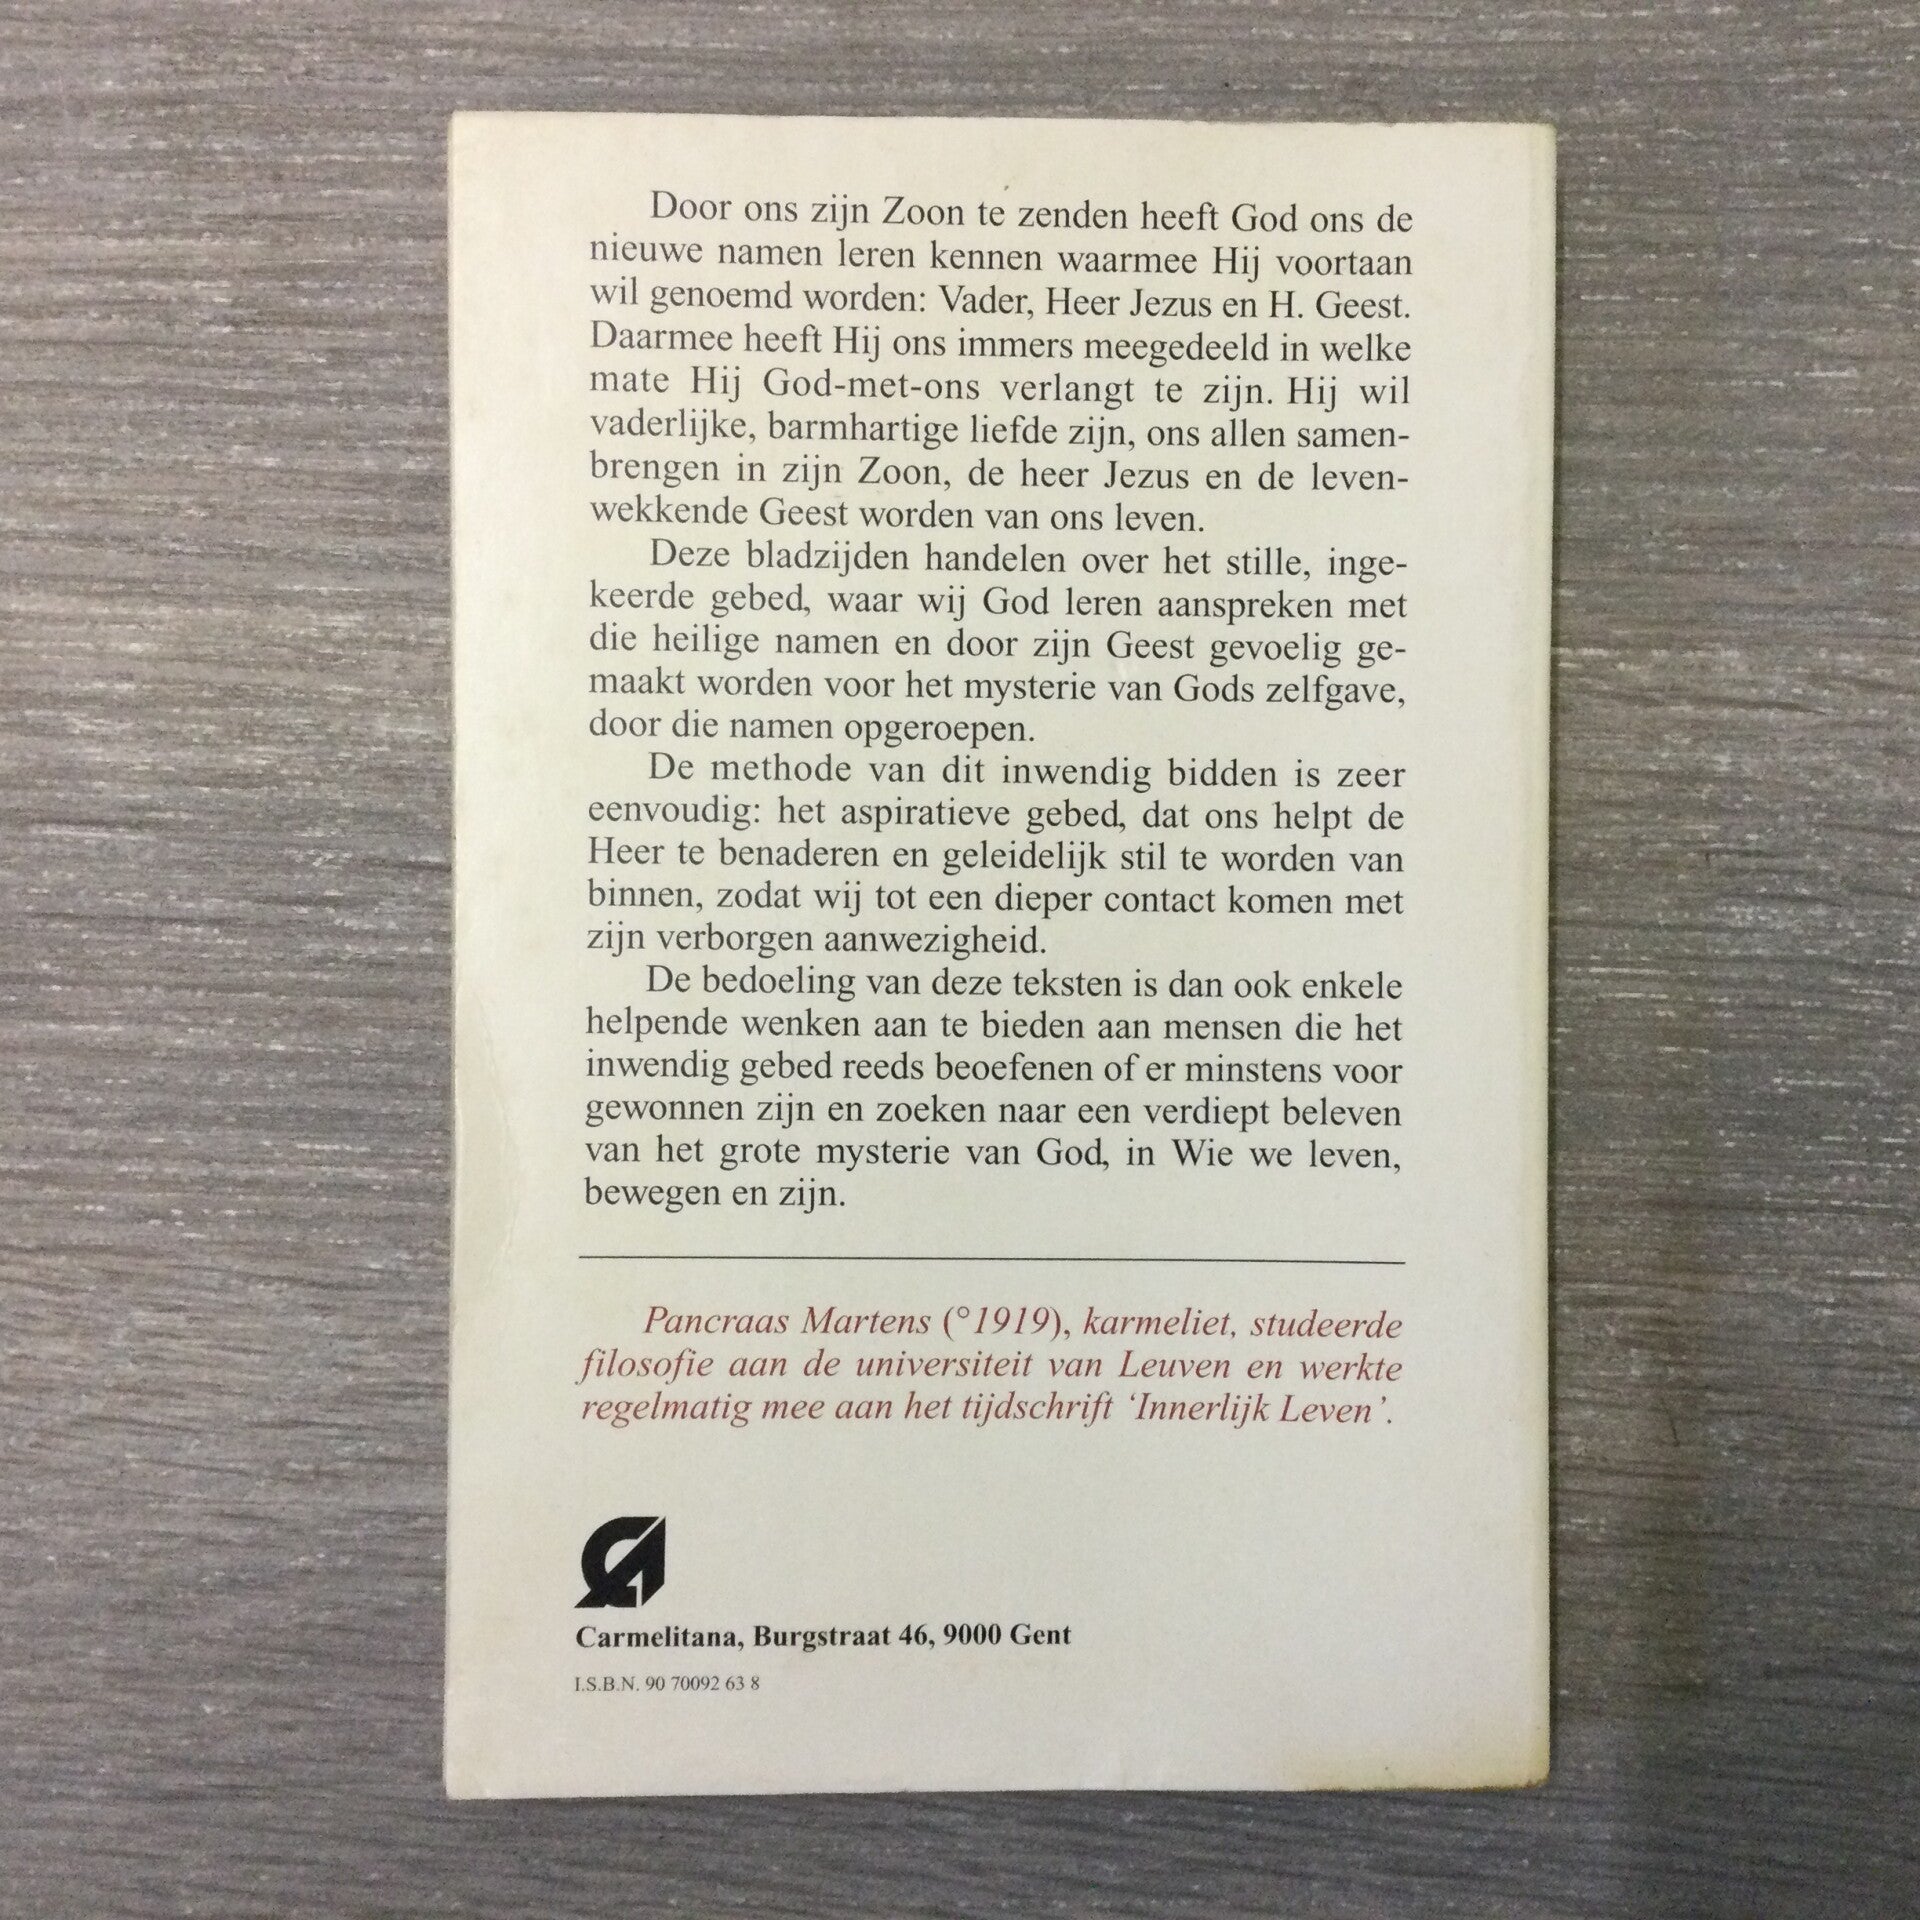 Door ons zijn Zoon te zenden heeft God ons de
nieuwe namen leren kennen waarmee Hij voortaan
wil genoemd worden: Vader, Heer Jezus en H. Geest.
Daarmee heeft Hij ons immers meegedeeld in welke
mate Hij God-met-ons verlangt te zijn. Hij wil
vaderlijke, barmhartige liefde zijn, ons allen samen-
brengen in zijn Zoon, de heer Jezus en de leven-
wekkende Geest worden van ons leven.
Deze bladzijden handelen over het stille, inge-
keerde gebed, waar wij God leren aanspreken met
die heilige namen en door zijn Geest gevoelig ge-
maakt worden voor het mysterie van Gods zelfgave,
door die namen opgeroepen.
De methode van dit inwendig bidden is zeer
eenvoudig: het aspiratieve gebed, dat ons helpt de
Heer te benaderen en geleidelijk stil te worden van
binnen, zodat wij tot een dieper contact komen met
zijn verborgen aanwezigheid.
De bedoeling van deze teksten is dan ook enkele
helpende wenken aan te bieden aan mensen die het
inwendig gebed reeds beoefenen of er minstens voor
gewonnen zijn en zoeken naar een verdiept beleven
van het grote mysterie van God, in Wie we leven,
bewegen en zijn.
Pancraas Martens (°1919), karmeliet, studeerde
filosofie aan de universiteit van Leuven en werkte
regelmatig mee aan het tijdschrift ‘Innerlijk Leven’.
Carmelitana, Burgstraat 46, 9000 Gent
I.S.B.N. 90 70092 63 8